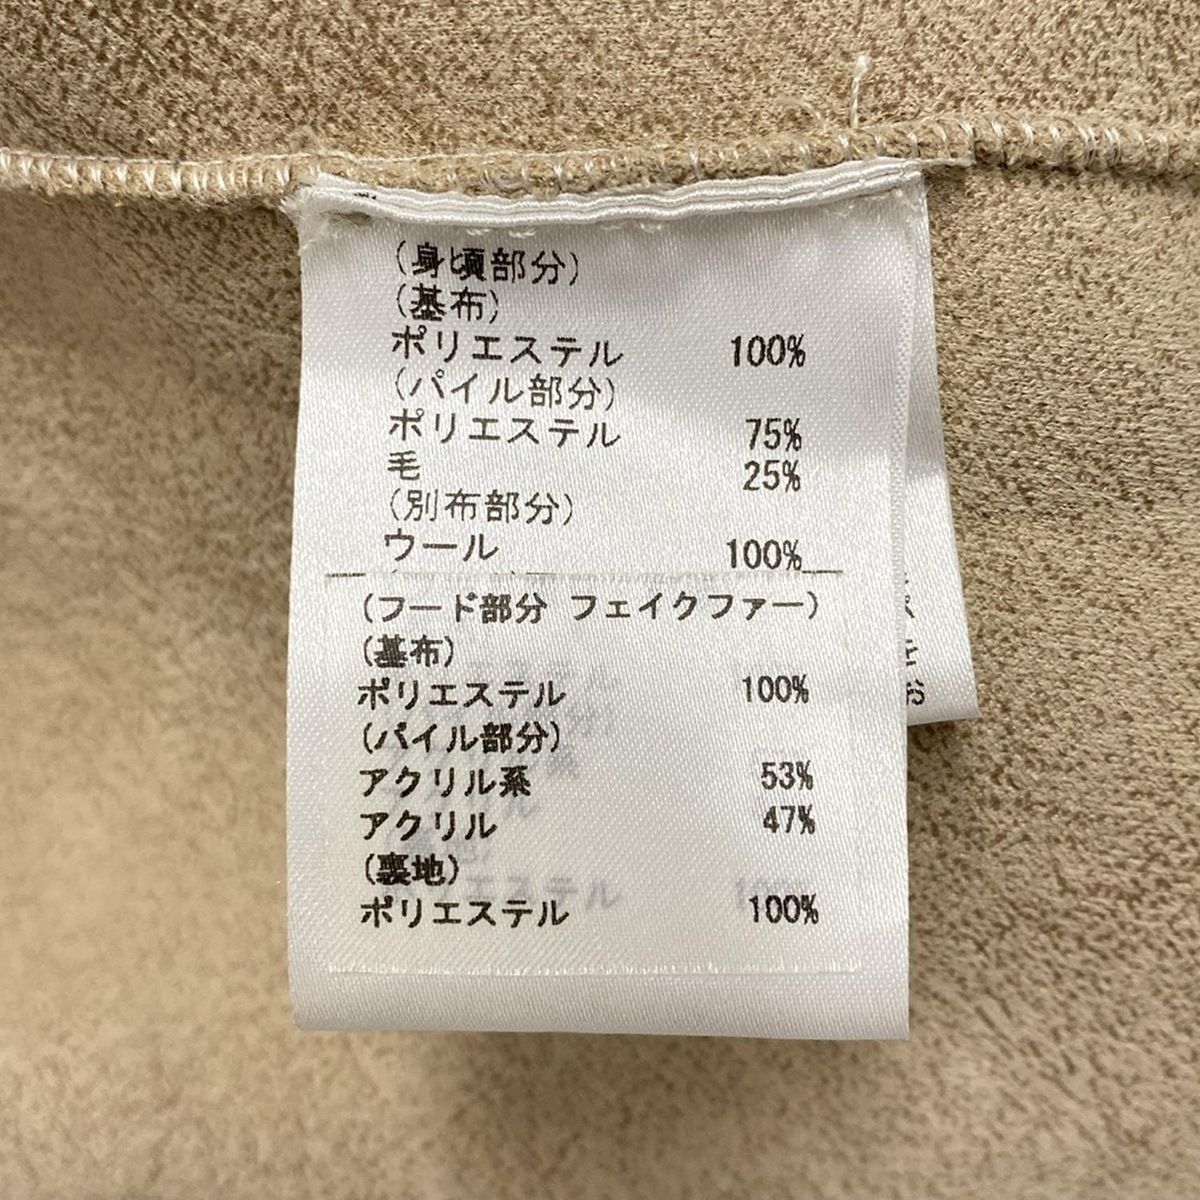 (身頃部分)
(基布)
ポリエステル 100%
(パイル部分)
ポリエステル 75%
毛 25%
(別布部分)
ウール 100%
(フード部分 フェイクファー)
(基布)
ポリエステル 100%
(パイル部分)
アクリル系 53%
アクリル 47%
(裏地)
ポリエステル 100%
を
お